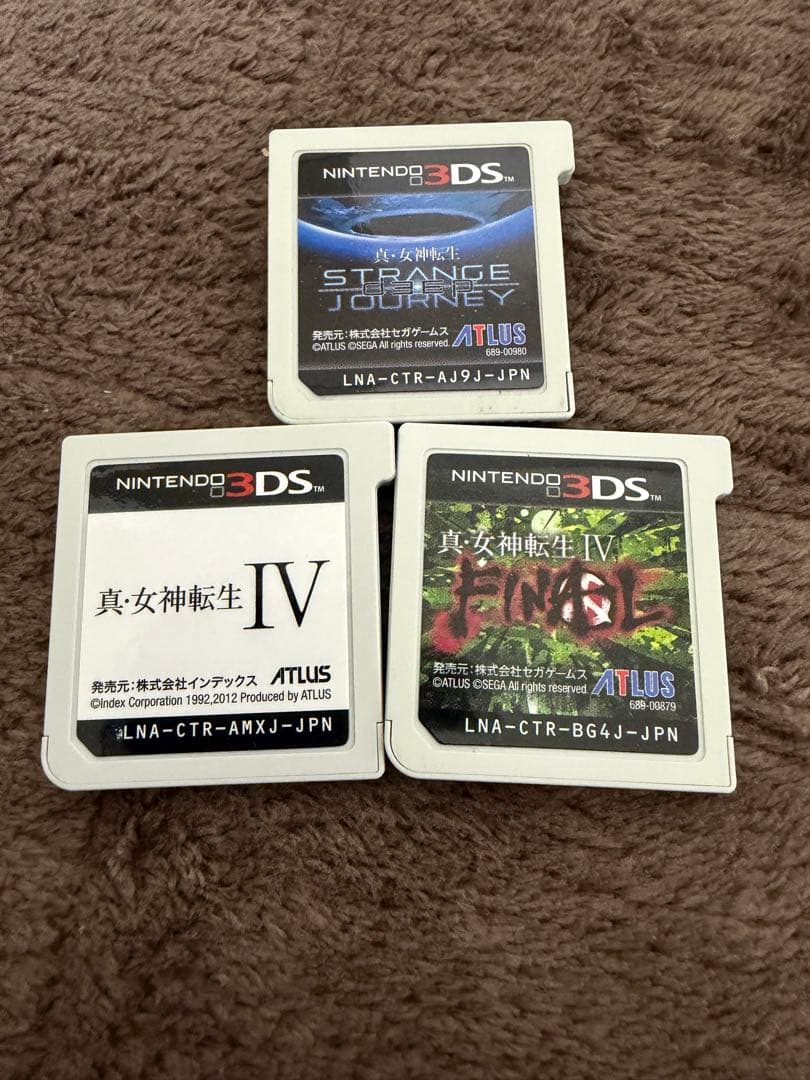 NINTENDO 3DS™
真・女神転生
STRANGE
dEEp
JOURNEY
発売元：株式会社セガゲームス ATLUS
©ATLUS ©SEGA All rights reserved.
689-00980
LNA-CTR-AJ9J-JPN
NINTENDO 3DS™
真・女神転生 IV
発売元：株式会社インデックス ATLUS
©Index Corporation 1992,2012 Produced by ATLUS
LNA-CTR-AMXJ-JPN
NINTENDO 3DS™
真・女神転生 IV
FINAL
発売元：株式会社セガゲームス
©ATLUS ©SEGA All rights reserved. ATLUS
689-00879
LNA-CTR-BG4J-JPN